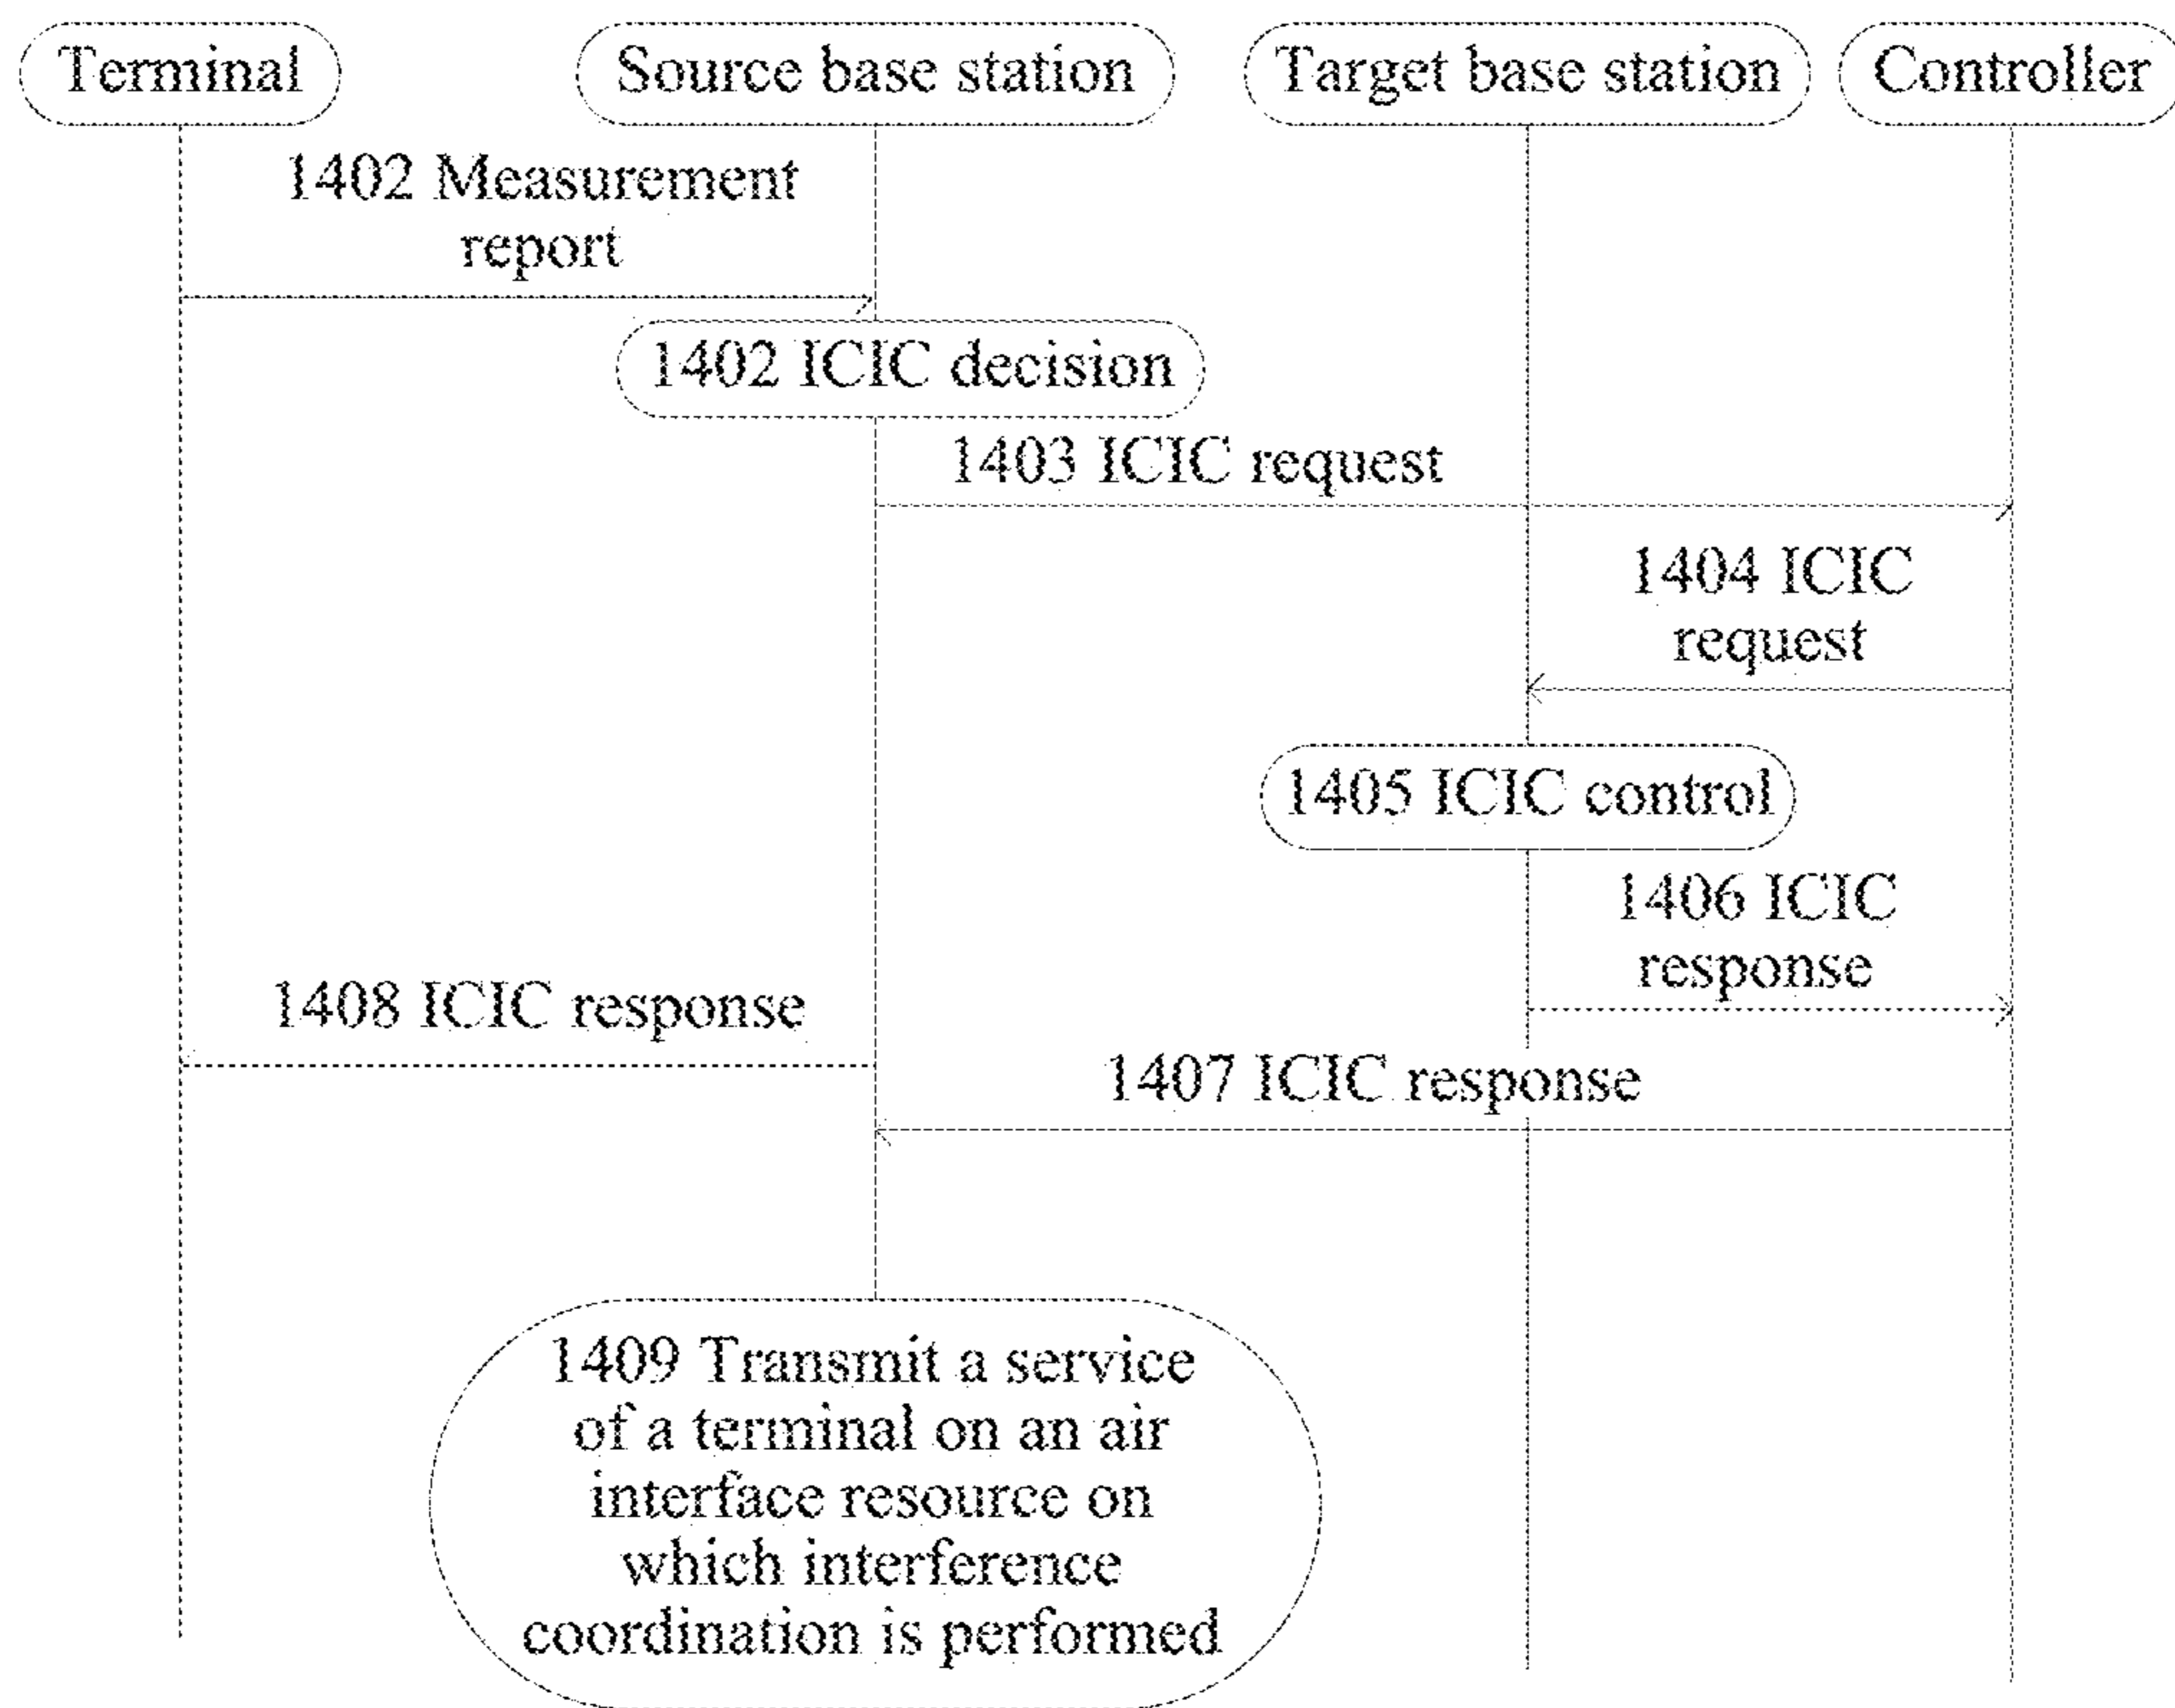 Terminal
Source base station
Target base station
Controller
1402 Measurement
report
1402 ICIC decision
1403 ICIC request
1404 ICIC
request
1405 ICIC control
1406 ICIC
response
1408 ICIC response
1407 ICIC response
1409 Transmit a service
of a terminal on an air
interface resource on
which interference
coordination is performed